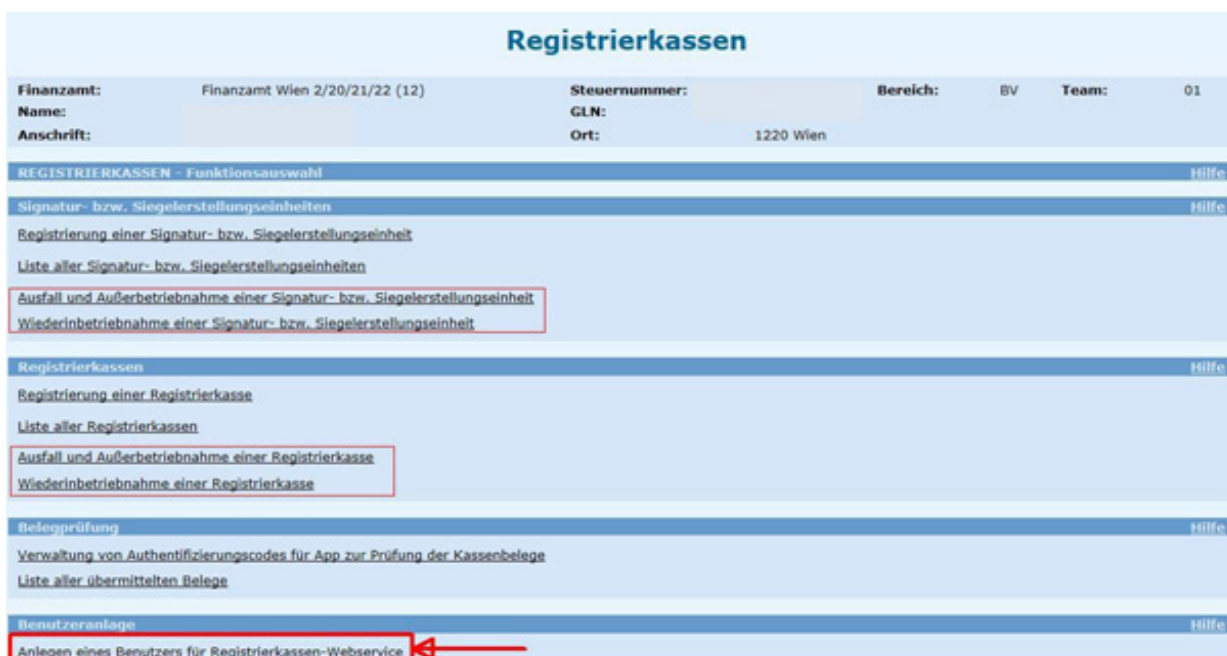 Registrierkassen
Finanzamt: Finanzamt Wien 2/20/21/22 (12) Steuernummer: Bereich: BV Team: 01
Name: GLN:
Anschrift: Ort: 1220 Wien
REGISTRIERKASSEN - Funktionsauswahl Hilfe
Signatur- bzw. Siegelerstellungseinheiten Hilfe
Registrierung einer Signatur- bzw. Siegelerstellungseinheit
Liste aller Signatur- bzw. Siegelerstellungseinheiten
Ausfall und Außerbetriebnahme einer Signatur- bzw. Siegelerstellungseinheit
Wiederinbetriebnahme einer Signatur- bzw. Siegelerstellungseinheit
Registrierkassen Hilfe
Registrierung einer Registrierkasse
Liste aller Registrierkassen
Ausfall und Außerbetriebnahme einer Registrierkasse
Wiederinbetriebnahme einer Registrierkasse
Belegprüfung Hilfe
Verwaltung von Authentifizierungscodes für App zur Prüfung der Kassenbelege
Liste aller übermittelten Belege
Benutzeranlage Hilfe
Anlegen eines Benutzers für Registrierkassen-Webservice